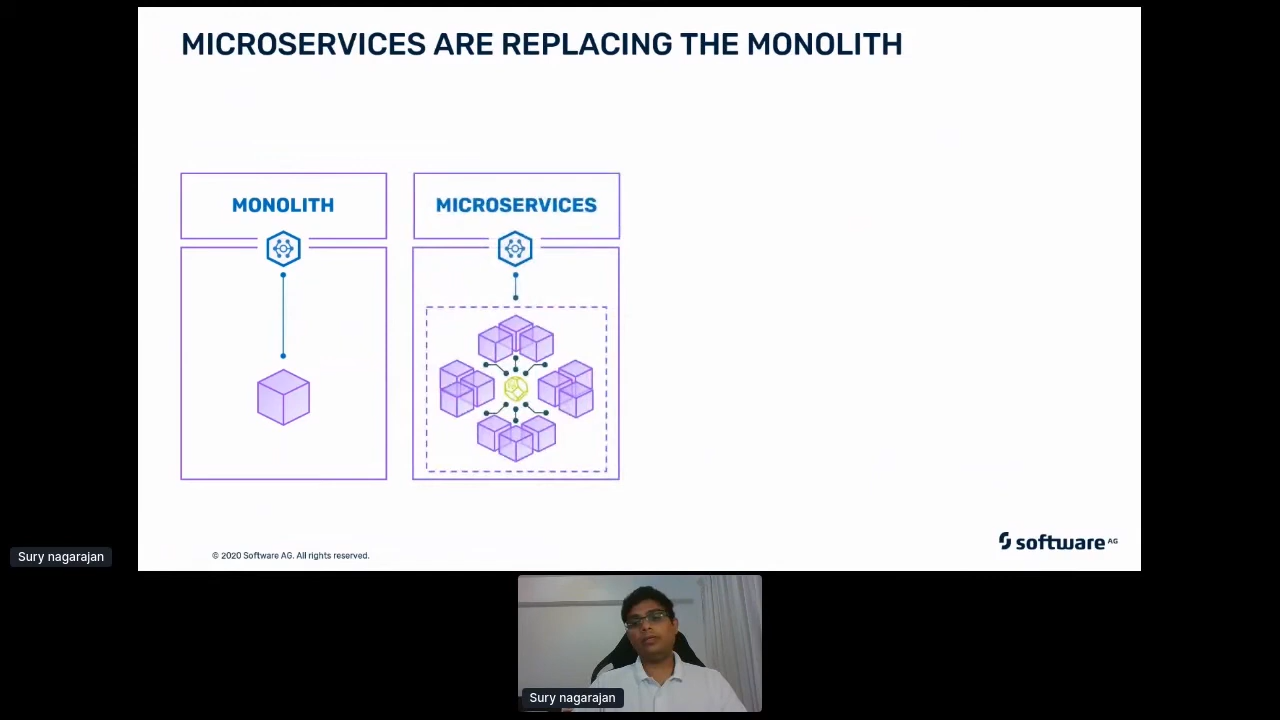 MICROSERVICES ARE REPLACING THE MONOLITH
MONOLITH
MICROSERVICES
© 2020 Software AG. All rights reserved.
software AG
Sury nagarajan
Sury nagarajan